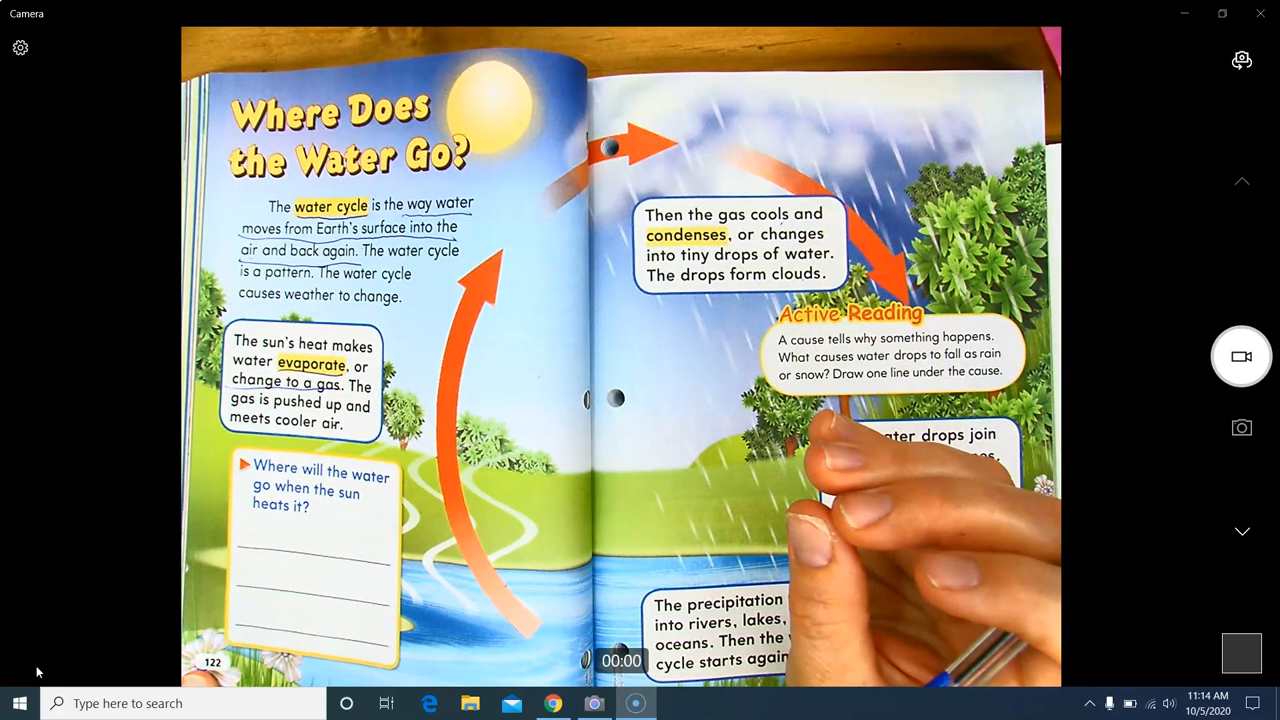 Camera
Where Does
the Water Go?
The water cycle is the way water
moves from Earth's surface into the
air and back again. The water cycle
is a pattern. The water cycle
causes weather to change.
The sun's heat makes
water evaporate, or
change to a gas. The
gas is pushed up and
meets cooler air.
Where will the water
go when the sun
heats it?
162
Then the gas cools and
condenses, or changes
into tiny drops of water.
The drops form clouds.
Active Reading
A cause tells why something happens.
What causes water drops to fall as rain
or snow? Draw one line under the cause.
drops join
The precipitation
into rivers, lakes,
oceans. Then the
cycle starts again
00:00
Type here to search
11:14 AM
10/5/2020